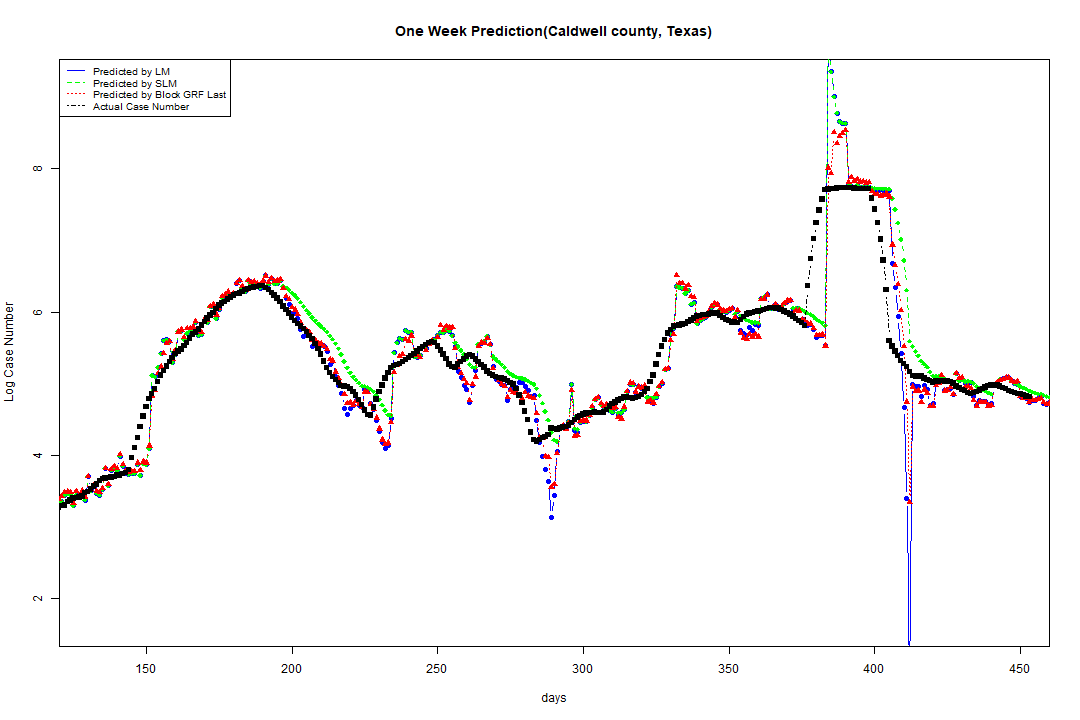 One Week Prediction(Caldwell county, Texas)
Predicted by LM
Predicted by SLM
Predicted by Block GRF Last
Actual Case Number
Log Case Number
8
6
4
2
150 200 250 300 350 400 450
days